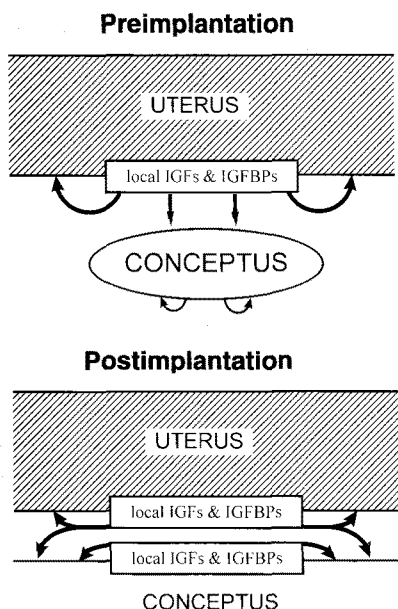 Preimplantation
UTERUS
local IGFs & IGFBPs
CONCEPTUS
Postimplantation
UTERUS
local IGFs & IGFBPs
local IGFs & IGFBPs
CONCEPTUS